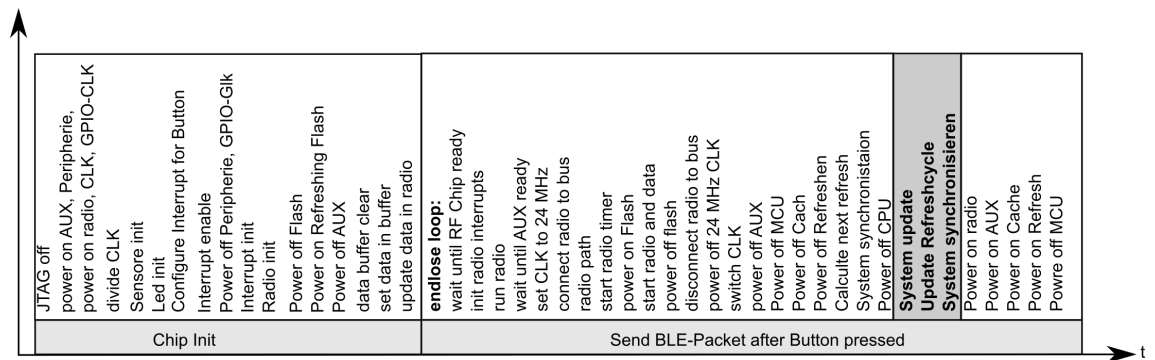 JTAG off
power on AUX, Peripherie,
power on radio, CLK, GPIO-CLK
divide CLK
Sensore init
Led init
Configure Interrupt for Button
Interrupt enable
Power off Peripherie, GPIO-Glk
Interrupt init
Radio init
Power off Flash
Power on Refreshing Flash
Power off AUX
data buffer clear
set data in buffer
update data in radio
endlose loop:
wait until RF Chip ready
init radio interrupts
run radio
wait until AUX ready
set CLK to 24 MHz
connect radio to bus
radio path
start radio timer
power on Flash
start radio and data
power off flash
disconnect radio to bus
power off 24 MHz CLK
switch CLK
power off AUX
Power off MCU
Power off Cach
Power off Refreshen
Calculte next refresh
System synchronistaion
Power off CPU
System update
Update Refreshcycle
System synchronisieren
Power on radio
Power on AUX
Power on Cache
Power on Refresh
Powre off MCU
Chip Init
Send BLE-Packet after Button pressed
t